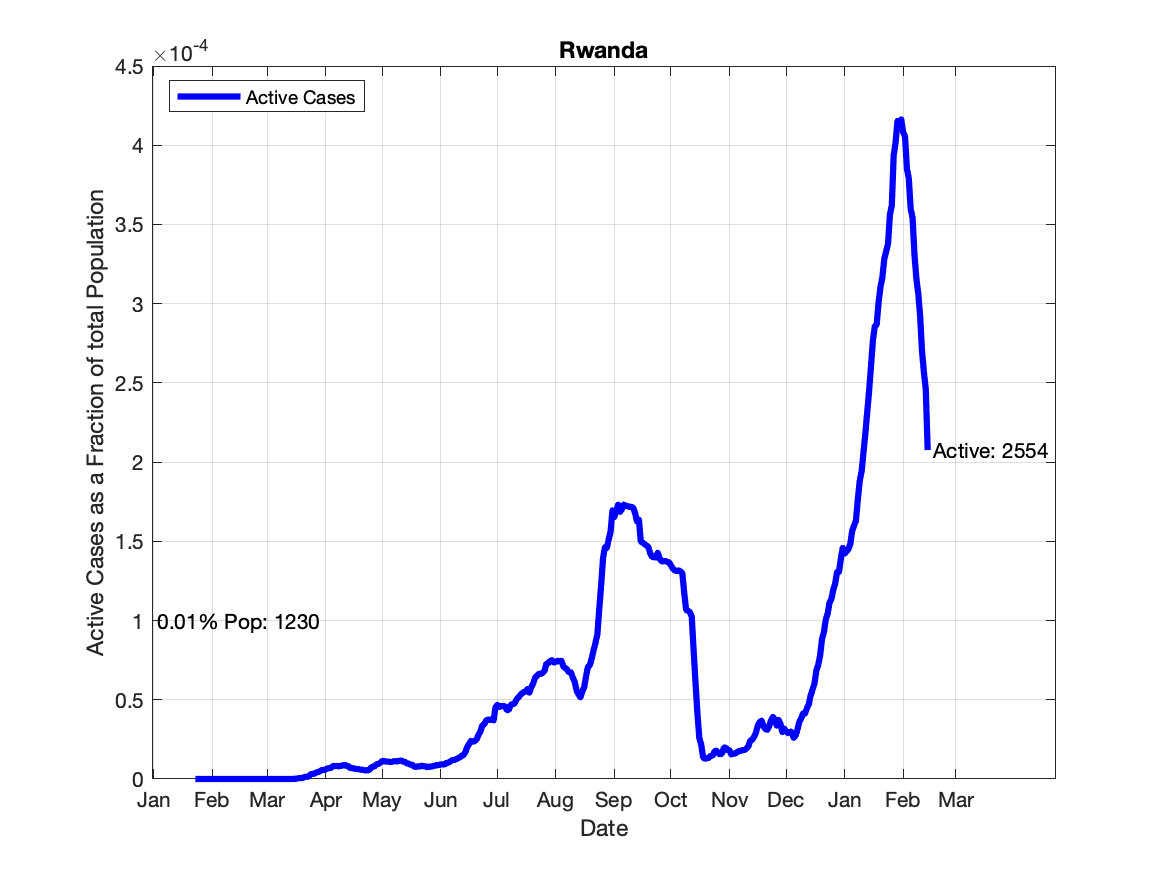 Rwanda
×10-4
Active Cases
4.5
4
3.5
3
2.5
2
1.5
1
0.5
0
Active Cases as a Fraction of total Population
0.01% Pop: 1230
Active: 2554
Jan Feb Mar Apr May Jun Jul Aug Sep Oct Nov Dec Jan Feb Mar
Date